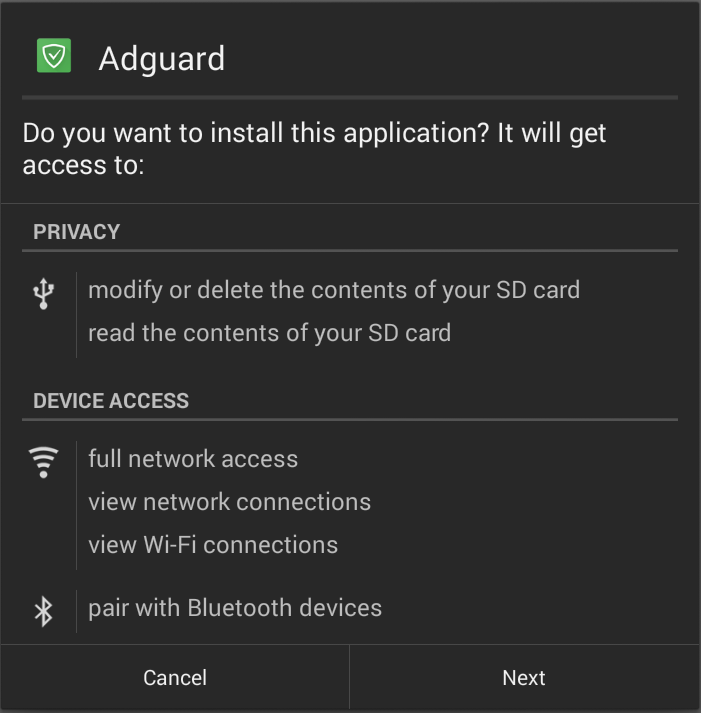 Adguard
Do you want to install this application? It will get
access to:
PRIVACY
modify or delete the contents of your SD card
read the contents of your SD card
DEVICE ACCESS
full network access
view network connections
view Wi-Fi connections
pair with Bluetooth devices
Cancel
Next